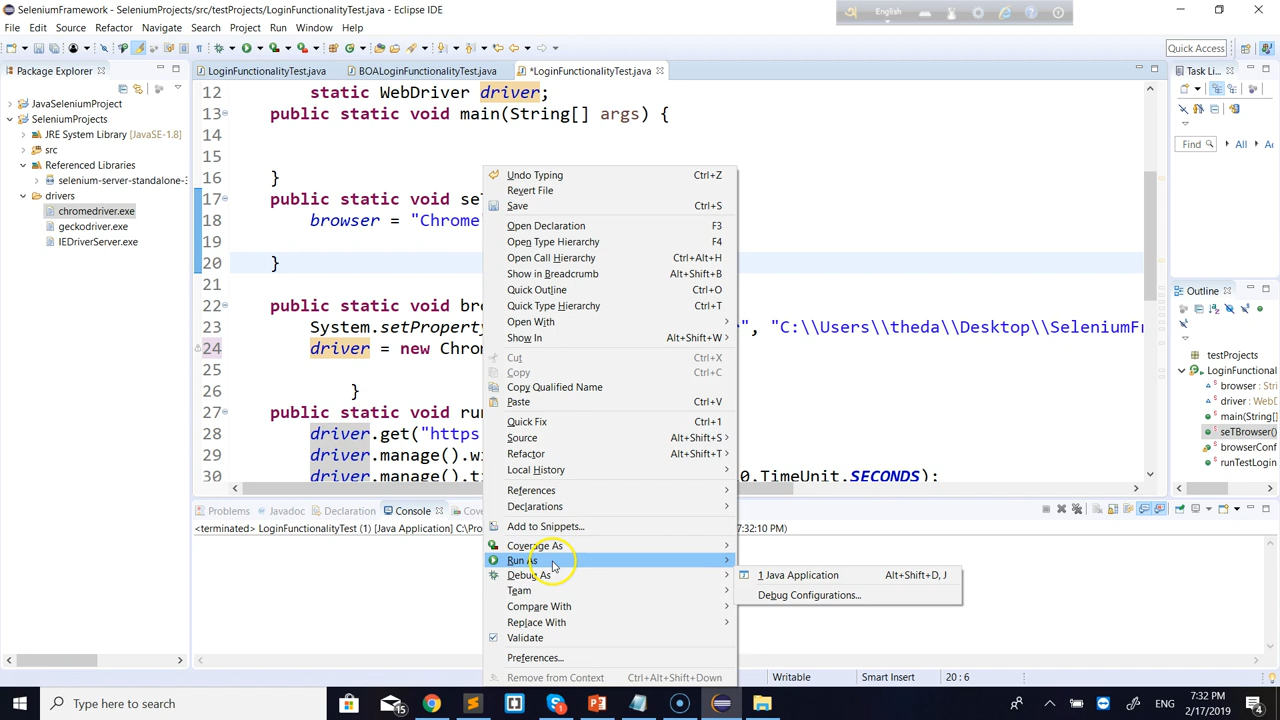 SeleniumFramework - SeleniumProjects/src/testProjects/LoginFunctionalityTest.java - Eclipse IDE
English
File Edit Source Refactor Navigate Search Project Run Window Help
Quick Access
Package Explorer
LoginFunctionalityTest.java
BOALoginFunctionalityTest.java
*LoginFunctionalityTest.java
Task Li...
JavaSeleniumProject
SeleniumProjects
JRE System Library [JavaSE-1.8]
src
Referenced Libraries
selenium-server-standalone-3
drivers
chromedriver.exe
geckodriver.exe
IEDriverServer.exe
12 static WebDriver driver;
13 public static void main(String[] args) {
14
15
16 }
17 public static void seT
18 browser = "Chrome
19
20 }
21
22 public static void bro
23 System.setProperty ", "C:\\Users\\theda\\Desktop\\SeleniumFr
24 driver = new Chrom
25
26 }
27 public static void run
28 driver.get("https
29 driver.manage().wi
30 driver.manage().t 0.TimeUnit.SECONDS);
Undo Typing Ctrl+Z
Revert File
Save Ctrl+S
Open Declaration F3
Open Type Hierarchy F4
Open Call Hierarchy Ctrl+Alt+H
Show in Breadcrumb Alt+Shift+B
Quick Outline Ctrl+O
Quick Type Hierarchy Ctrl+T
Open With
Show In Alt+Shift+W
Cut Ctrl+X
Copy Ctrl+C
Copy Qualified Name
Paste Ctrl+V
Quick Fix Ctrl+1
Source Alt+Shift+S
Refactor Alt+Shift+T
Local History
References
Declarations
Add to Snippets...
Coverage As
Run As
Debug As
Team
Compare With
Replace With
Validate
Preferences...
Remove from Context Ctrl+Alt+Shift+Down
1 Java Application Alt+Shift+D, J
Debug Configurations...
Find All
Outline
testProjects
LoginFunctional
browser :
driver : WebD
main(String[]
seTBrowser()
browserConf
runTestLogin
Problems Javadoc Declaration Console Cove
<terminated> LoginFunctionalityTest (1) [Java Application] C:\Pro 7:32:10 PM)
Writable Smart Insert 20 : 6
Type here to search
15
ENG
7:32 PM
2/17/2019
4